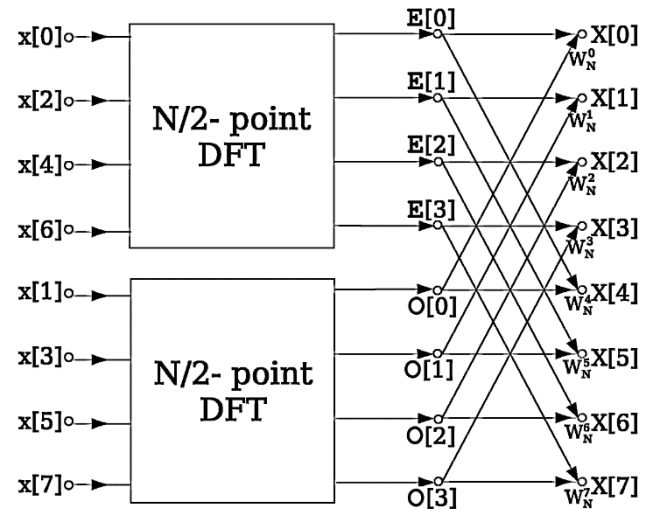 x[0]
x[2]
x[4]
x[6]
N/2- point
DFT
x[1]
x[3]
x[5]
x[7]
N/2- point
DFT
E[0]
E[1]
E[2]
E[3]
O[0]
O[1]
O[2]
O[3]
X[0]
W_N^0
X[1]
W_N^1
X[2]
W_N^2
X[3]
W_N^3
W_N^4 X[4]
X[5]
W_N^5
X[6]
W_N^6
X[7]
W_N^7